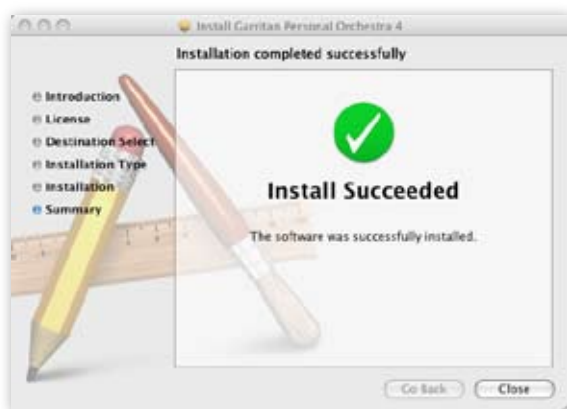 Install Garritan Personal Orchestra 4
Installation completed successfully
Introduction
License
Destination Select
Installation Type
Installation
Summary
Install Succeeded
The software was successfully installed.
Go Back
Close